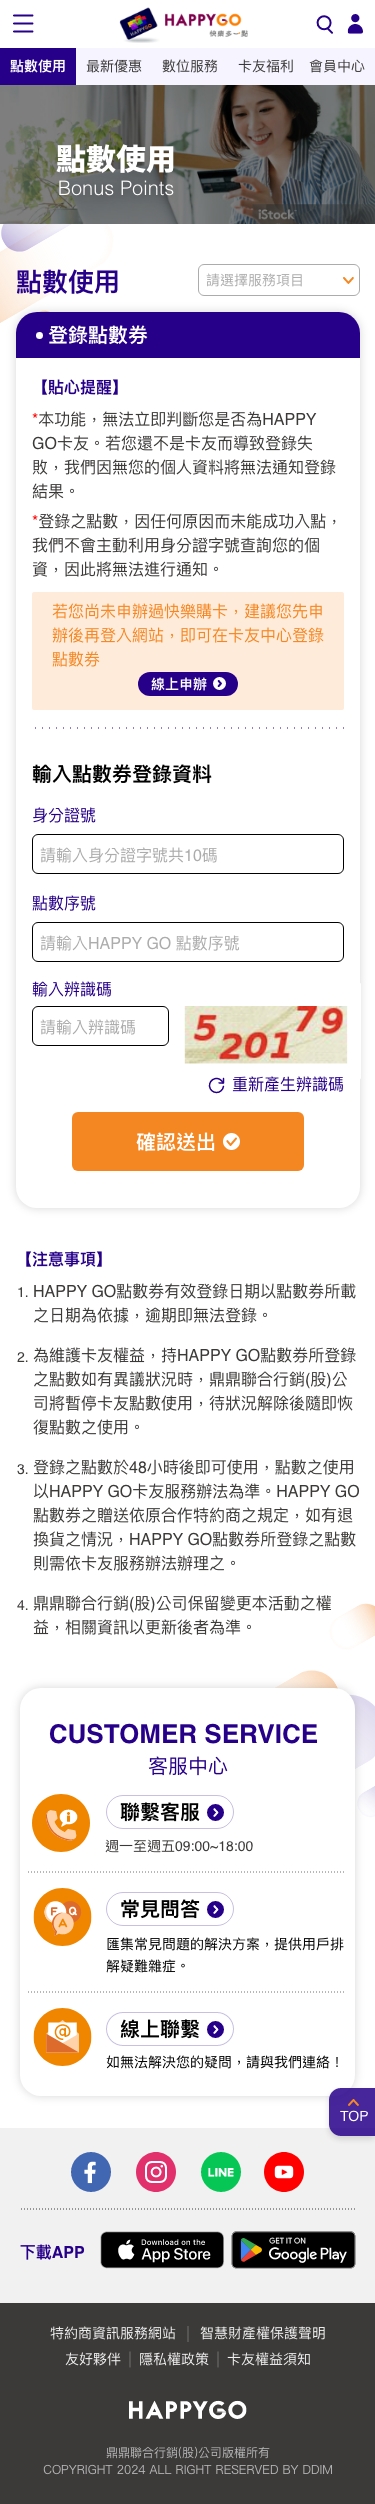 HAPPYGO
快樂多一點
點數使用 最新優惠 數位服務 卡友福利 會員中心
點數使用
Bonus Points
iStock
點數使用
請選擇服務項目
• 登錄點數券
【貼心提醒】
*本功能，無法立即判斷您是否為HAPPY
GO卡友。若您還不是卡友而導致登錄失
敗，我們因無您的個人資料將無法通知登錄
結果。
*登錄之點數，因任何原因而未能成功入點，
我們不會主動利用身分證字號查詢您的個
資，因此將無法進行通知。
若您尚未申辦過快樂購卡，建議您先申
辦後再登入網站，即可在卡友中心登錄
點數券
線上申辦
輸入點數券登錄資料
身分證號
請輸入身分證字號共10碼
點數序號
請輸入HAPPY GO 點數序號
輸入辨識碼
請輸入辨識碼
520179
重新產生辨識碼
確認送出
【注意事項】
1. HAPPY GO點數券有效登錄日期以點數券所載
之日期為依據，逾期即無法登錄。
2. 為維護卡友權益，持HAPPY GO點數券所登錄
之點數如有異議狀況時，鼎鼎聯合行銷(股)公
司將暫停卡友點數使用，待狀況解除後隨即恢
復點數之使用。
3. 登錄之點數於48小時後即可使用，點數之使用
以HAPPY GO卡友服務辦法為準。HAPPY GO
點數券之贈送依原合作特約商之規定，如有退
換貨之情況，HAPPY GO點數券所登錄之點數
則需依卡友服務辦法辦理之。
4. 鼎鼎聯合行銷(股)公司保留變更本活動之權
益，相關資訊以更新後者為準。
CUSTOMER SERVICE
客服中心
聯繫客服
週一至週五09:00~18:00
FAQ
常見問答
匯集常見問題的解決方案，提供用戶排
解疑難雜症。
線上聯繫
如無法解決您的疑問，請與我們連絡！
TOP
LINE
下載APP
Download on the
App Store
GET IT ON
Google Play
特約商資訊服務網站 | 智慧財產權保護聲明
友好夥伴 | 隱私權政策 | 卡友權益須知
HAPPYGO
鼎鼎聯合行銷(股)公司版權所有
COPYRIGHT 2024 ALL RIGHT RESERVED BY DDIM